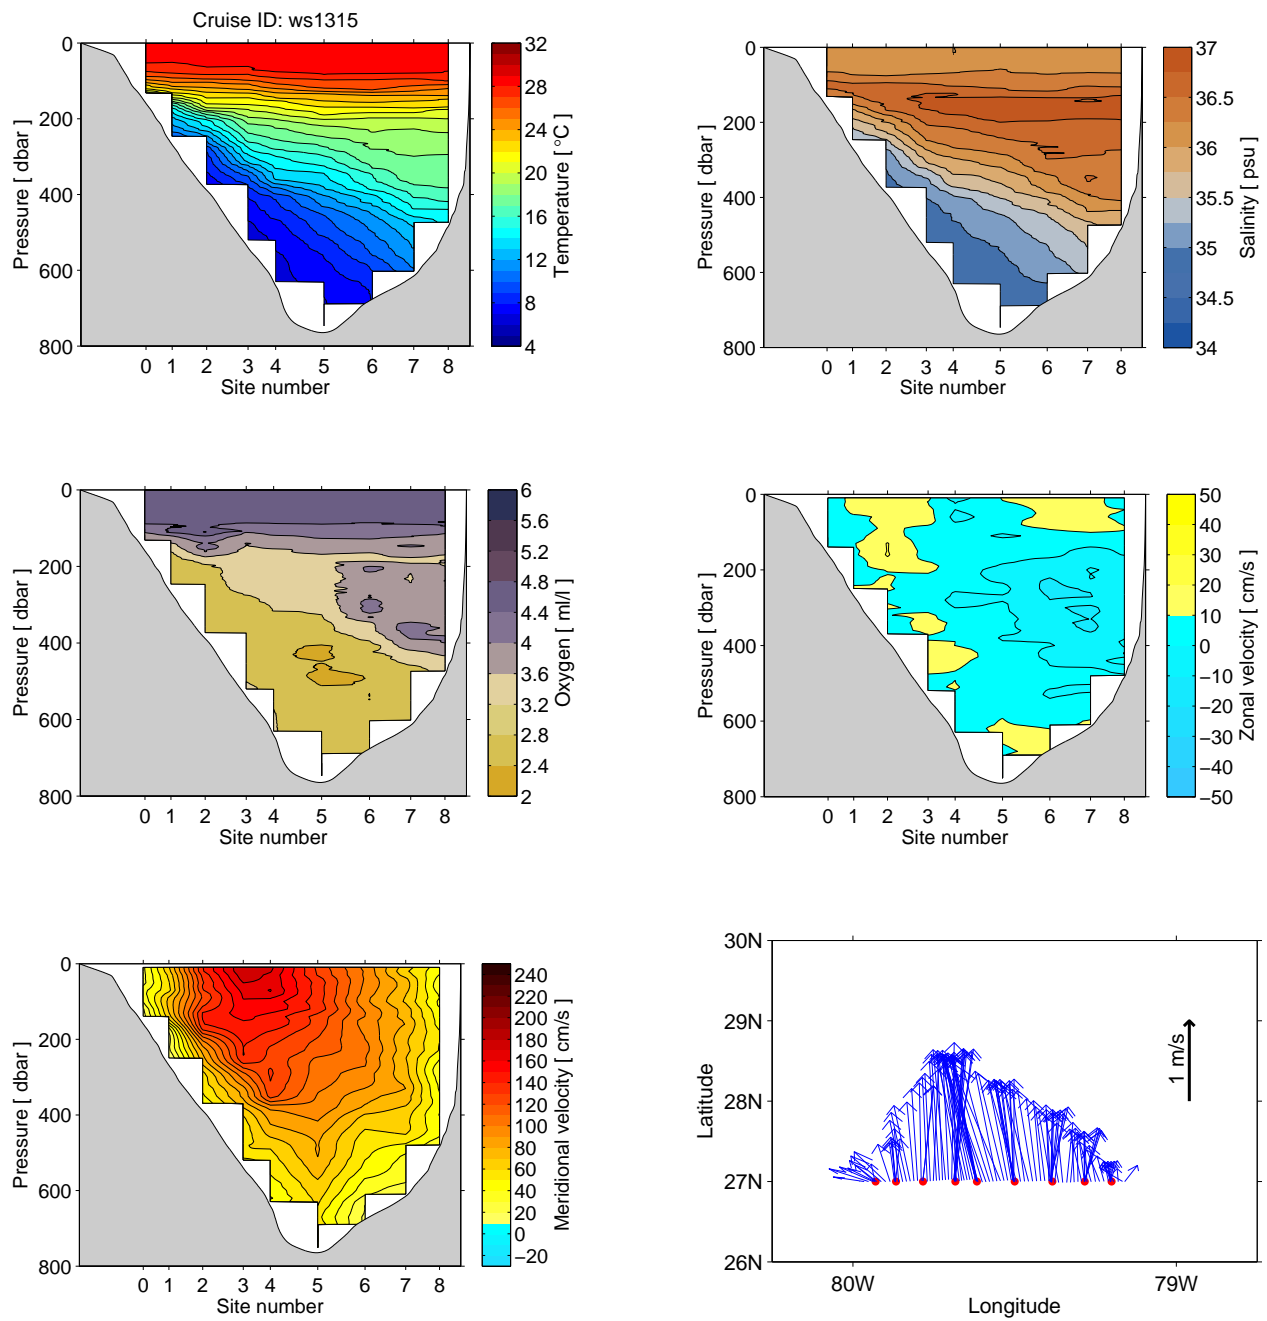 Cruise ID: ws1315
0
200
400
600
800
Pressure [ dbar ]
0 1 2 3 4 5 6 7 8
Site number
32
28
24
20
16
12
8
4
Temperature [ °C ]
0
200
400
600
800
Pressure [ dbar ]
0 1 2 3 4 5 6 7 8
Site number
37
36.5
36
35.5
35
34.5
34
Salinity [ psu ]
0
200
400
600
800
Pressure [ dbar ]
0 1 2 3 4 5 6 7 8
Site number
6
5.6
5.2
4.8
4.4
4
3.6
3.2
2.8
2.4
2
Oxygen [ ml/l ]
0
200
400
600
800
Pressure [ dbar ]
0 1 2 3 4 5 6 7 8
Site number
50
40
30
20
10
0
−10
−20
−30
−40
−50
Zonal velocity [ cm/s ]
0
200
400
600
800
Pressure [ dbar ]
0 1 2 3 4 5 6 7 8
Site number
240
220
200
180
160
140
120
100
80
60
40
20
0
−20
Meridional velocity [ cm/s ]
30N
29N
28N
27N
26N
Latitude
1 m/s
80W 79W
Longitude